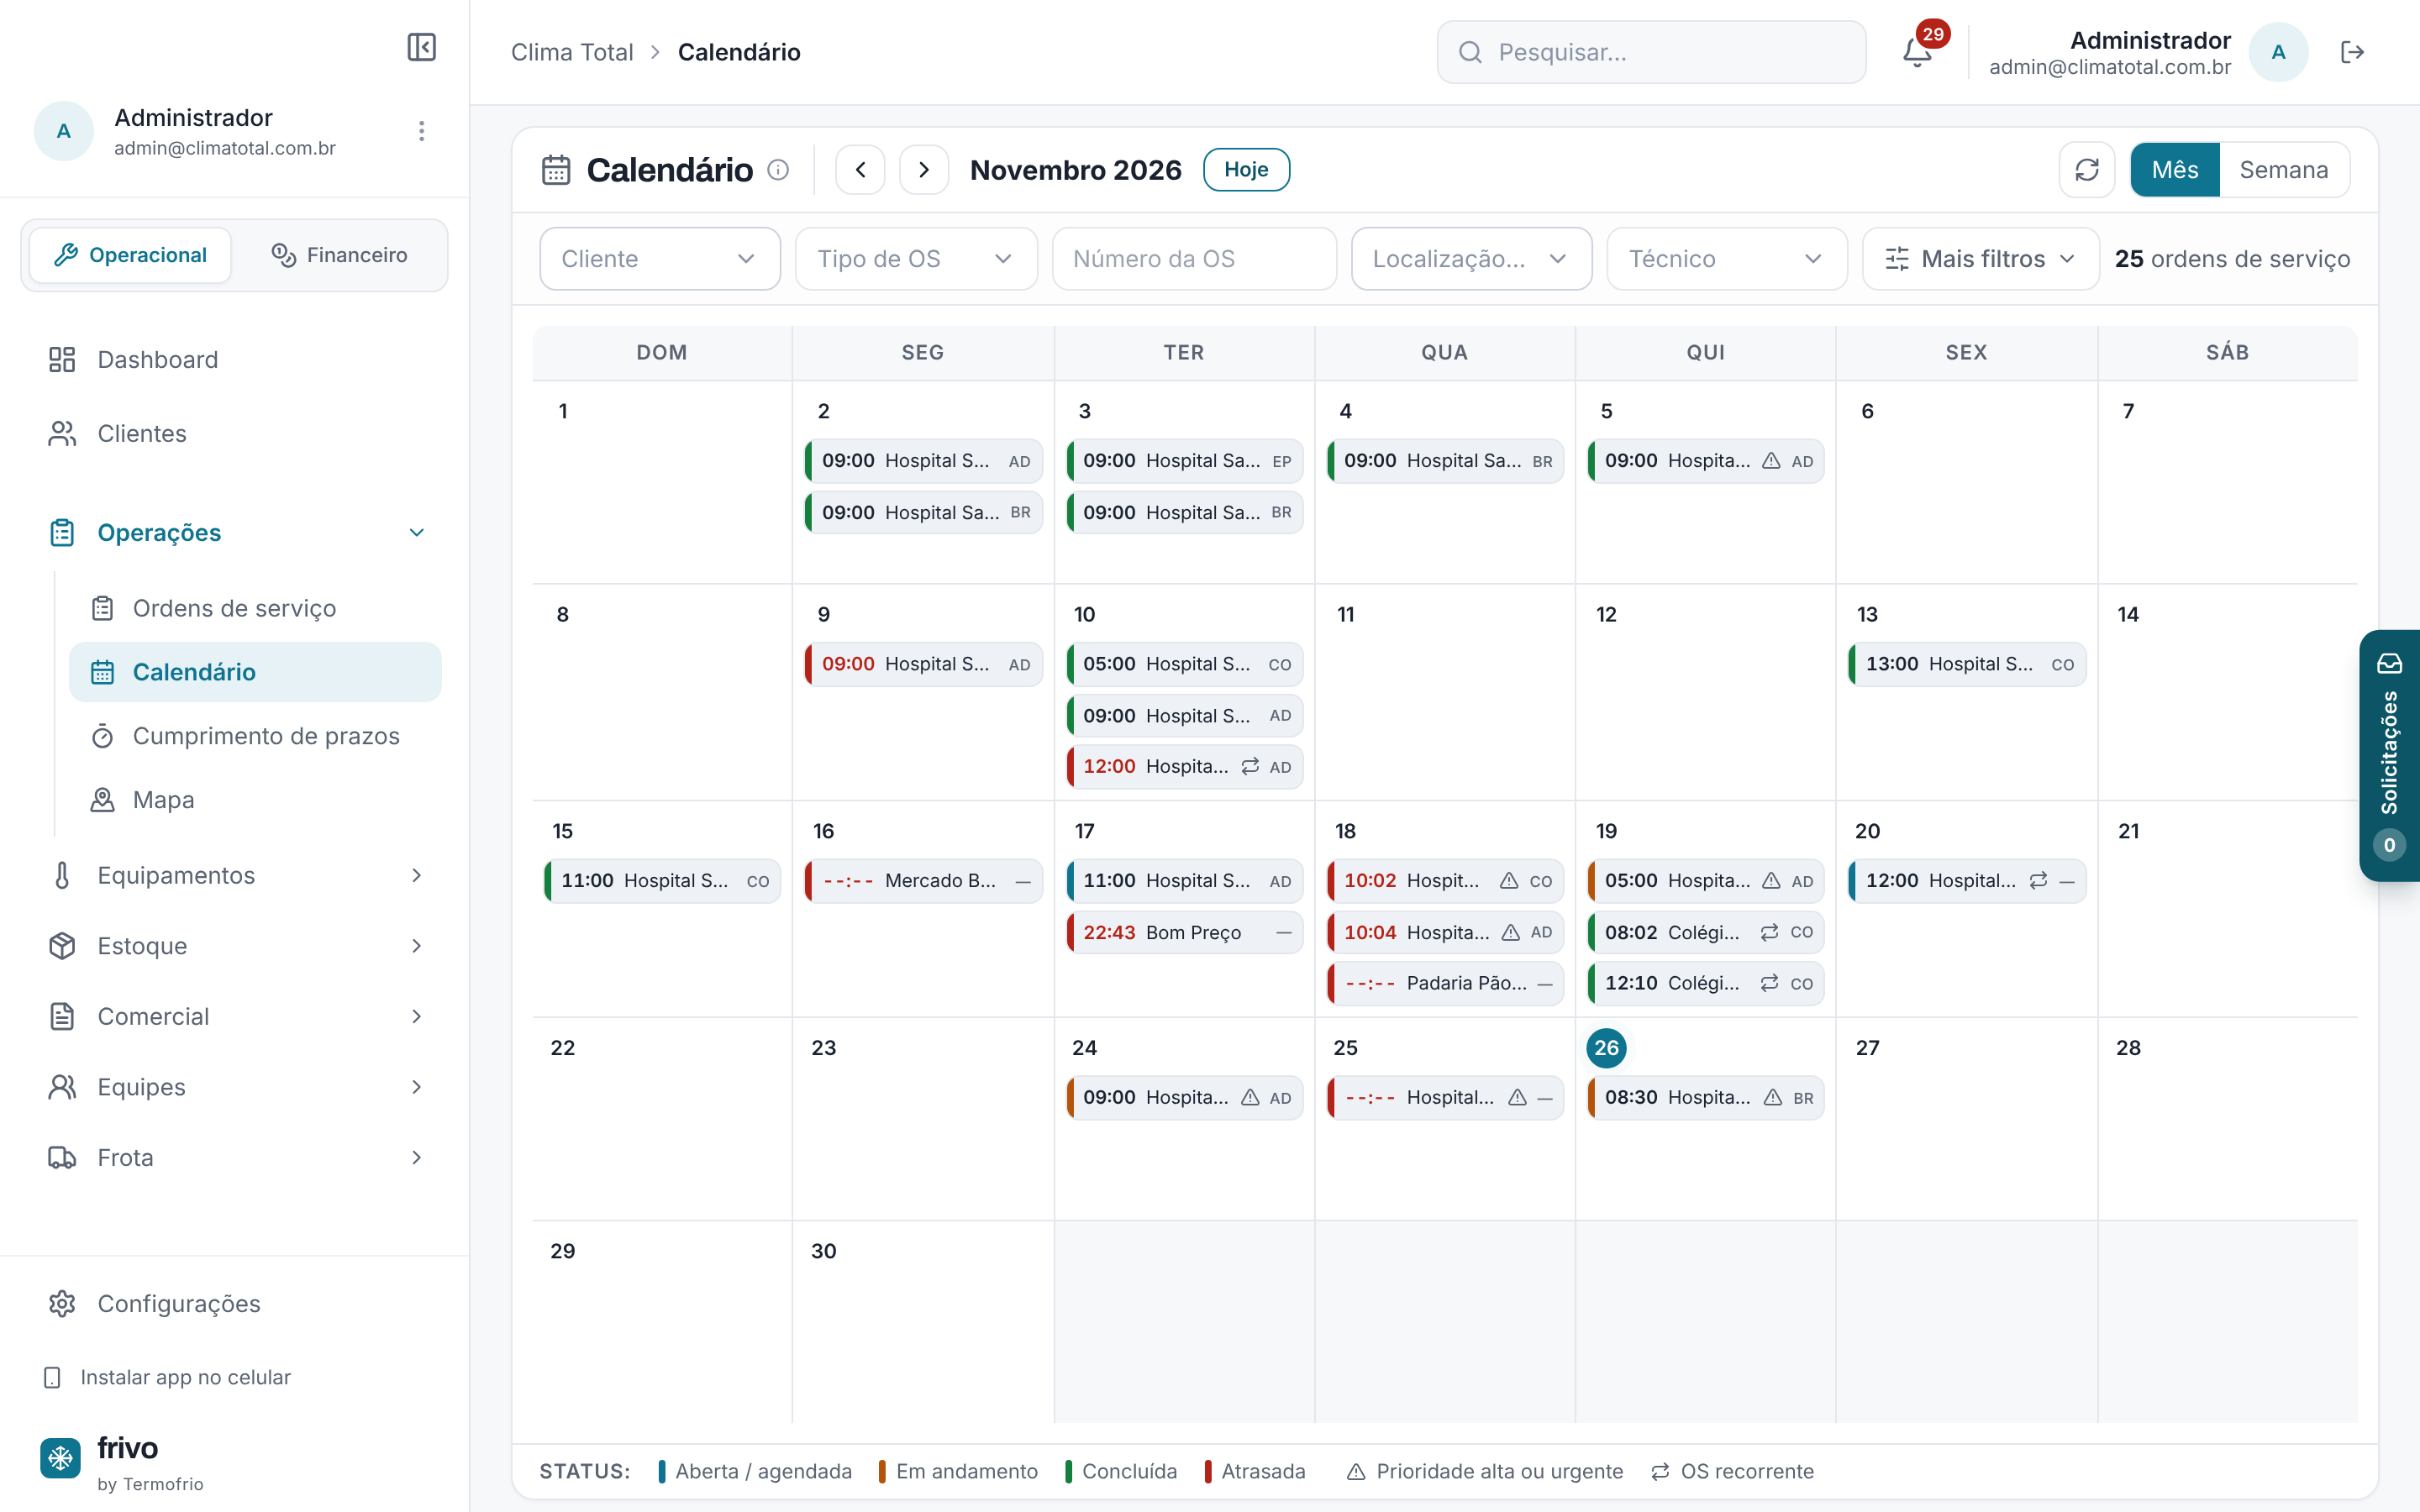 Clima Total > Calendário
Pesquisar...
29
Administrador
admin@climatotal.com.br
A
A
Administrador
admin@climatotal.com.br
Operacional
Financeiro
Dashboard
Clientes
Operações
Ordens de serviço
Calendário
Cumprimento de prazos
Mapa
Equipamentos
Estoque
Comercial
Equipes
Frota
Configurações
Instalar app no celular
frivo
by Termofrio
Calendário
Novembro 2026
Hoje
Mês
Semana
Cliente
Tipo de OS
Número da OS
Localização...
Técnico
Mais filtros
25 ordens de serviço
DOM SEG TER QUA QUI SEX SÁB
1
2
09:00 Hospital S... AD
09:00 Hospital Sa... BR
3
09:00 Hospital Sa... EP
09:00 Hospital Sa... BR
4
09:00 Hospital Sa... BR
5
09:00 Hospita... AD
6
7
8
9
09:00 Hospital S... AD
10
05:00 Hospital S... CO
09:00 Hospital S... AD
12:00 Hospita... AD
11
12
13
13:00 Hospital S... CO
14
15
11:00 Hospital S... CO
16
--:-- Mercado B... —
17
11:00 Hospital S... AD
22:43 Bom Preço —
18
10:02 Hospit... CO
10:04 Hospita... AD
--:-- Padaria Pão... —
19
05:00 Hospita... AD
08:02 Colégi... CO
12:10 Colégi... CO
20
12:00 Hospital... —
21
22
23
24
09:00 Hospita... AD
25
--:-- Hospital... —
26
08:30 Hospita... BR
27
28
29
30
Solicitações
0
STATUS: Aberta / agendada Em andamento Concluída Atrasada Prioridade alta ou urgente OS recorrente